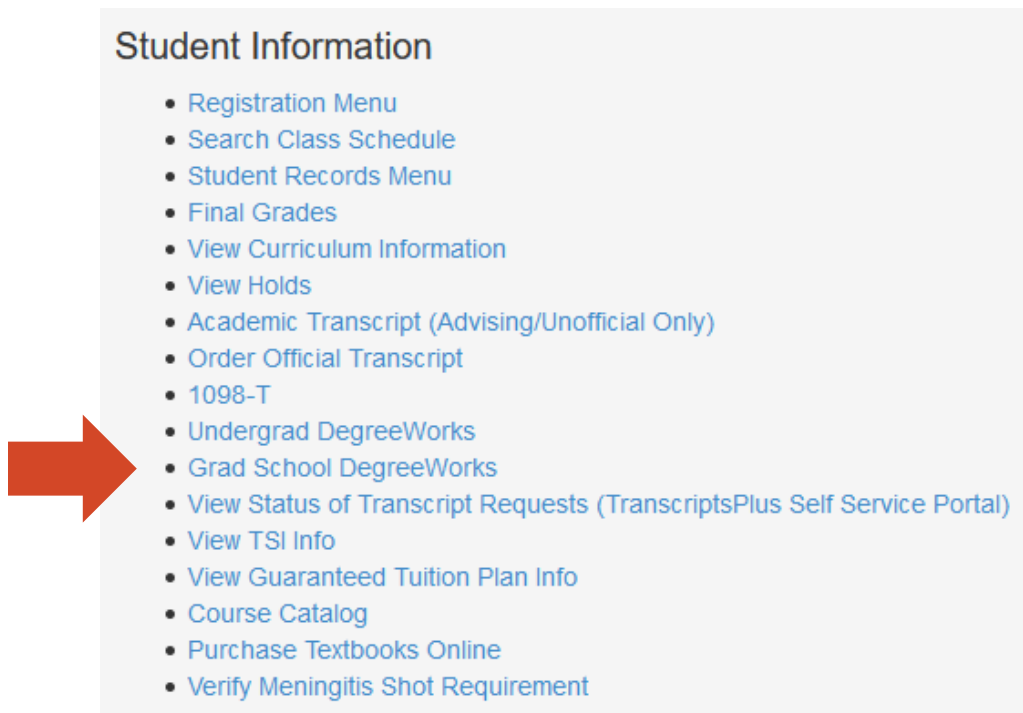 Student Information
Registration Menu
Search Class Schedule
Student Records Menu
Final Grades
View Curriculum Information
View Holds
Academic Transcript (Advising/Unofficial Only)
Order Official Transcript
1098-T
Undergrad DegreeWorks
Grad School DegreeWorks
View Status of Transcript Requests (TranscriptsPlus Self Service Portal)
View TSI Info
View Guaranteed Tuition Plan Info
Course Catalog
Purchase Textbooks Online
Verify Meningitis Shot Requirement